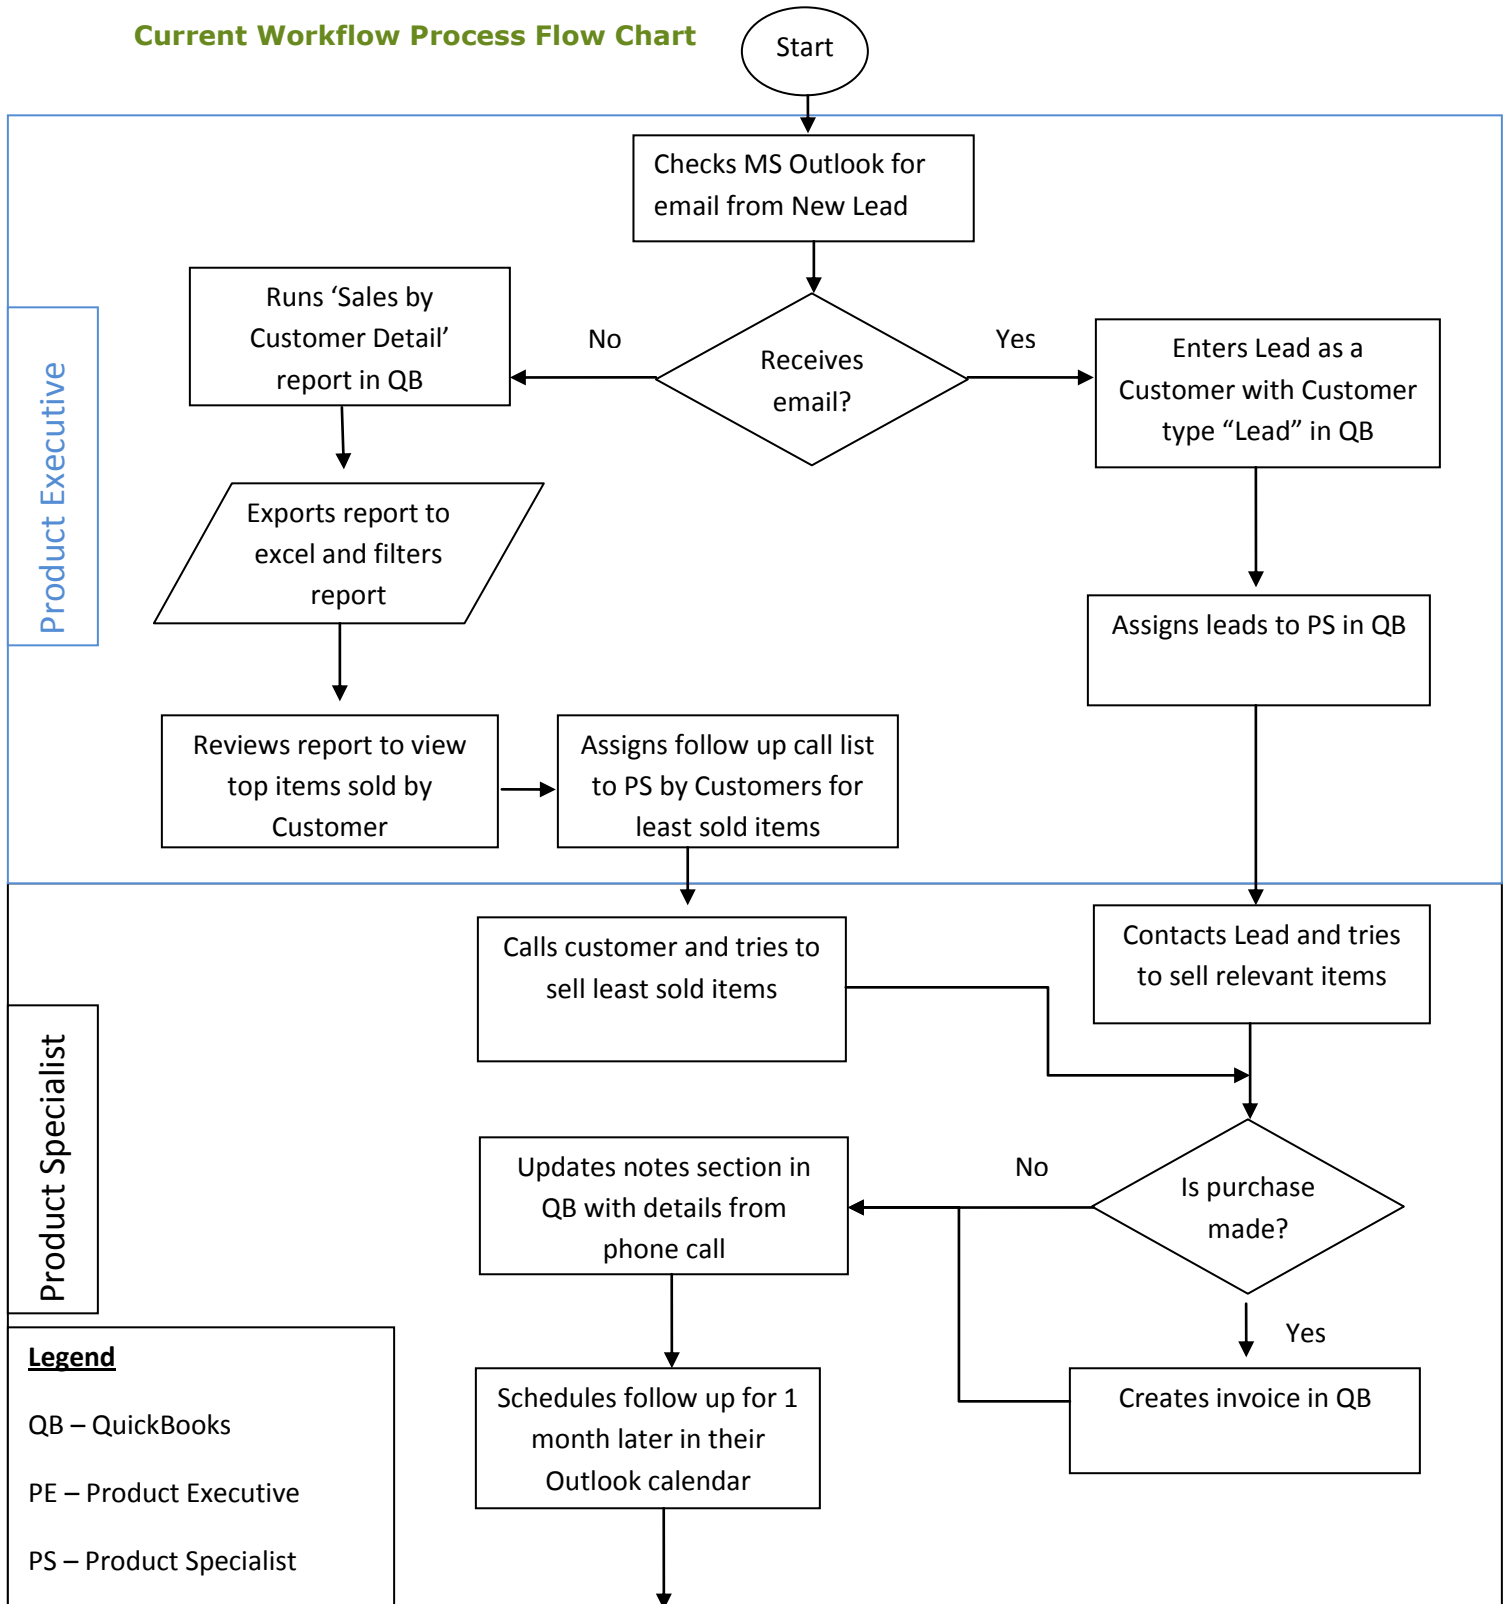 Current Workflow Process Flow Chart
Start
Checks MS Outlook for
email from New Lead
Runs ‘Sales by
Customer Detail’
report in QB
No
Receives
email?
Yes
Enters Lead as a
Customer with Customer
type “Lead” in QB
Product Executive
Exports report to
excel and filters
report
Assigns leads to PS in QB
Reviews report to view
top items sold by
Customer
Assigns follow up call list
to PS by Customers for
least sold items
Calls customer and tries to
sell least sold items
Contacts Lead and tries
to sell relevant items
Product Specialist
Updates notes section in
QB with details from
phone call
No
Is purchase
made?
Yes
Schedules follow up for 1
month later in their
Outlook calendar
Creates invoice in QB
Legend
QB – QuickBooks
PE – Product Executive
PS – Product Specialist